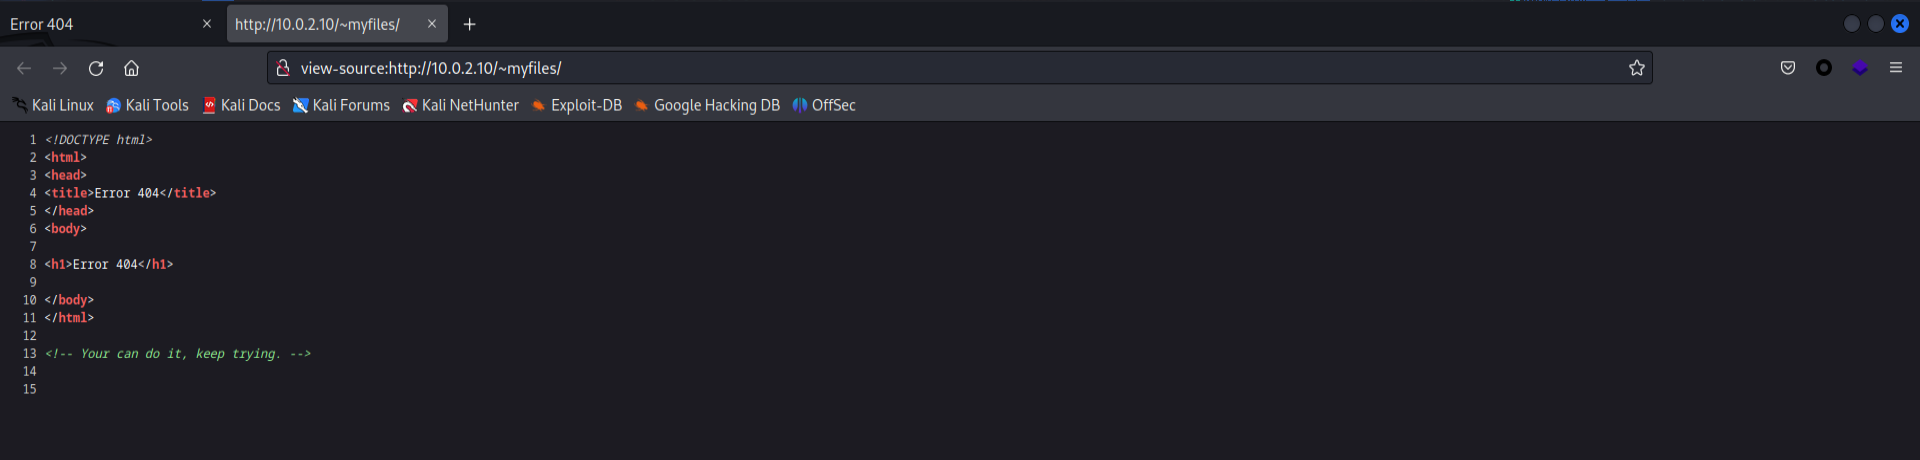 Error 404
http://10.0.2.10/~myfiles/
view-source:http://10.0.2.10/~myfiles/
Kali Linux Kali Tools Kali Docs Kali Forums Kali NetHunter Exploit-DB Google Hacking DB OffSec
1 <!DOCTYPE html>
2 <html>
3 <head>
4 <title>Error 404</title>
5 </head>
6 <body>
7
8 <h1>Error 404</h1>
9
10 </body>
11 </html>
12
13 <!-- Your can do it, keep trying. -->
14
15